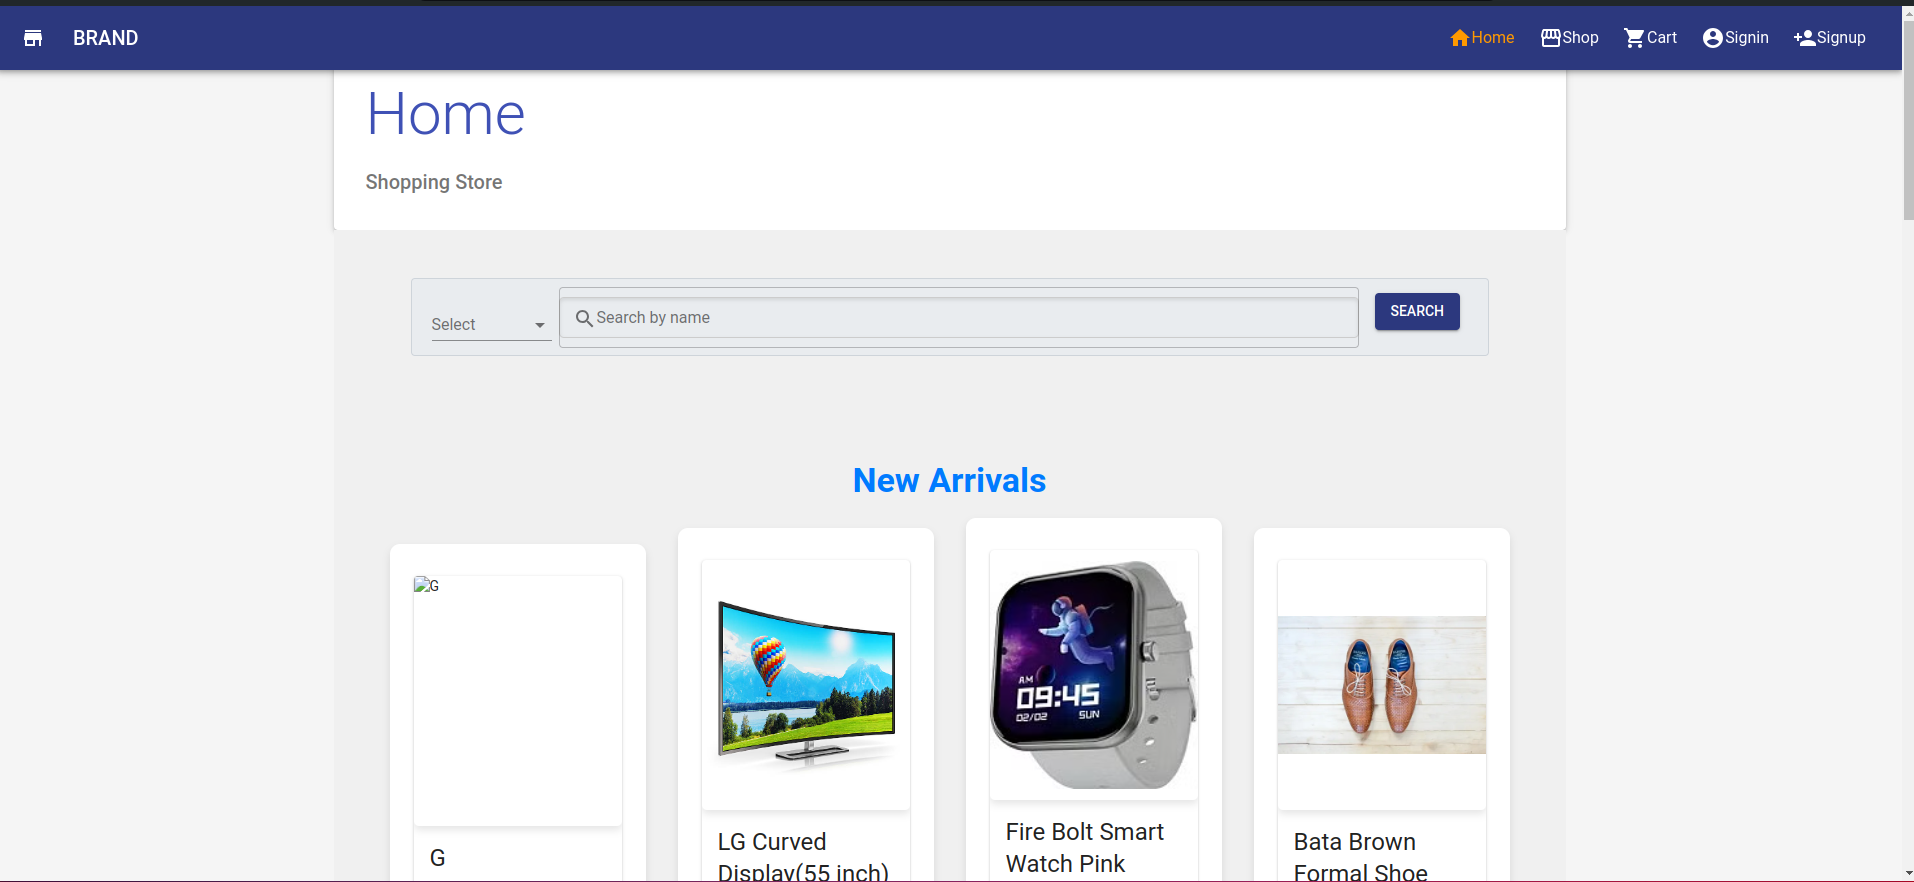 BRAND
Home
Shop
Cart
Signin
Signup
Home
Shopping Store
Select
Search by name
SEARCH
New Arrivals
G
AM
09:45
02/02 SUN
G
LG Curved
Display(55 inch)
Fire Bolt Smart
Watch Pink
Bata Brown
Formal Shoe